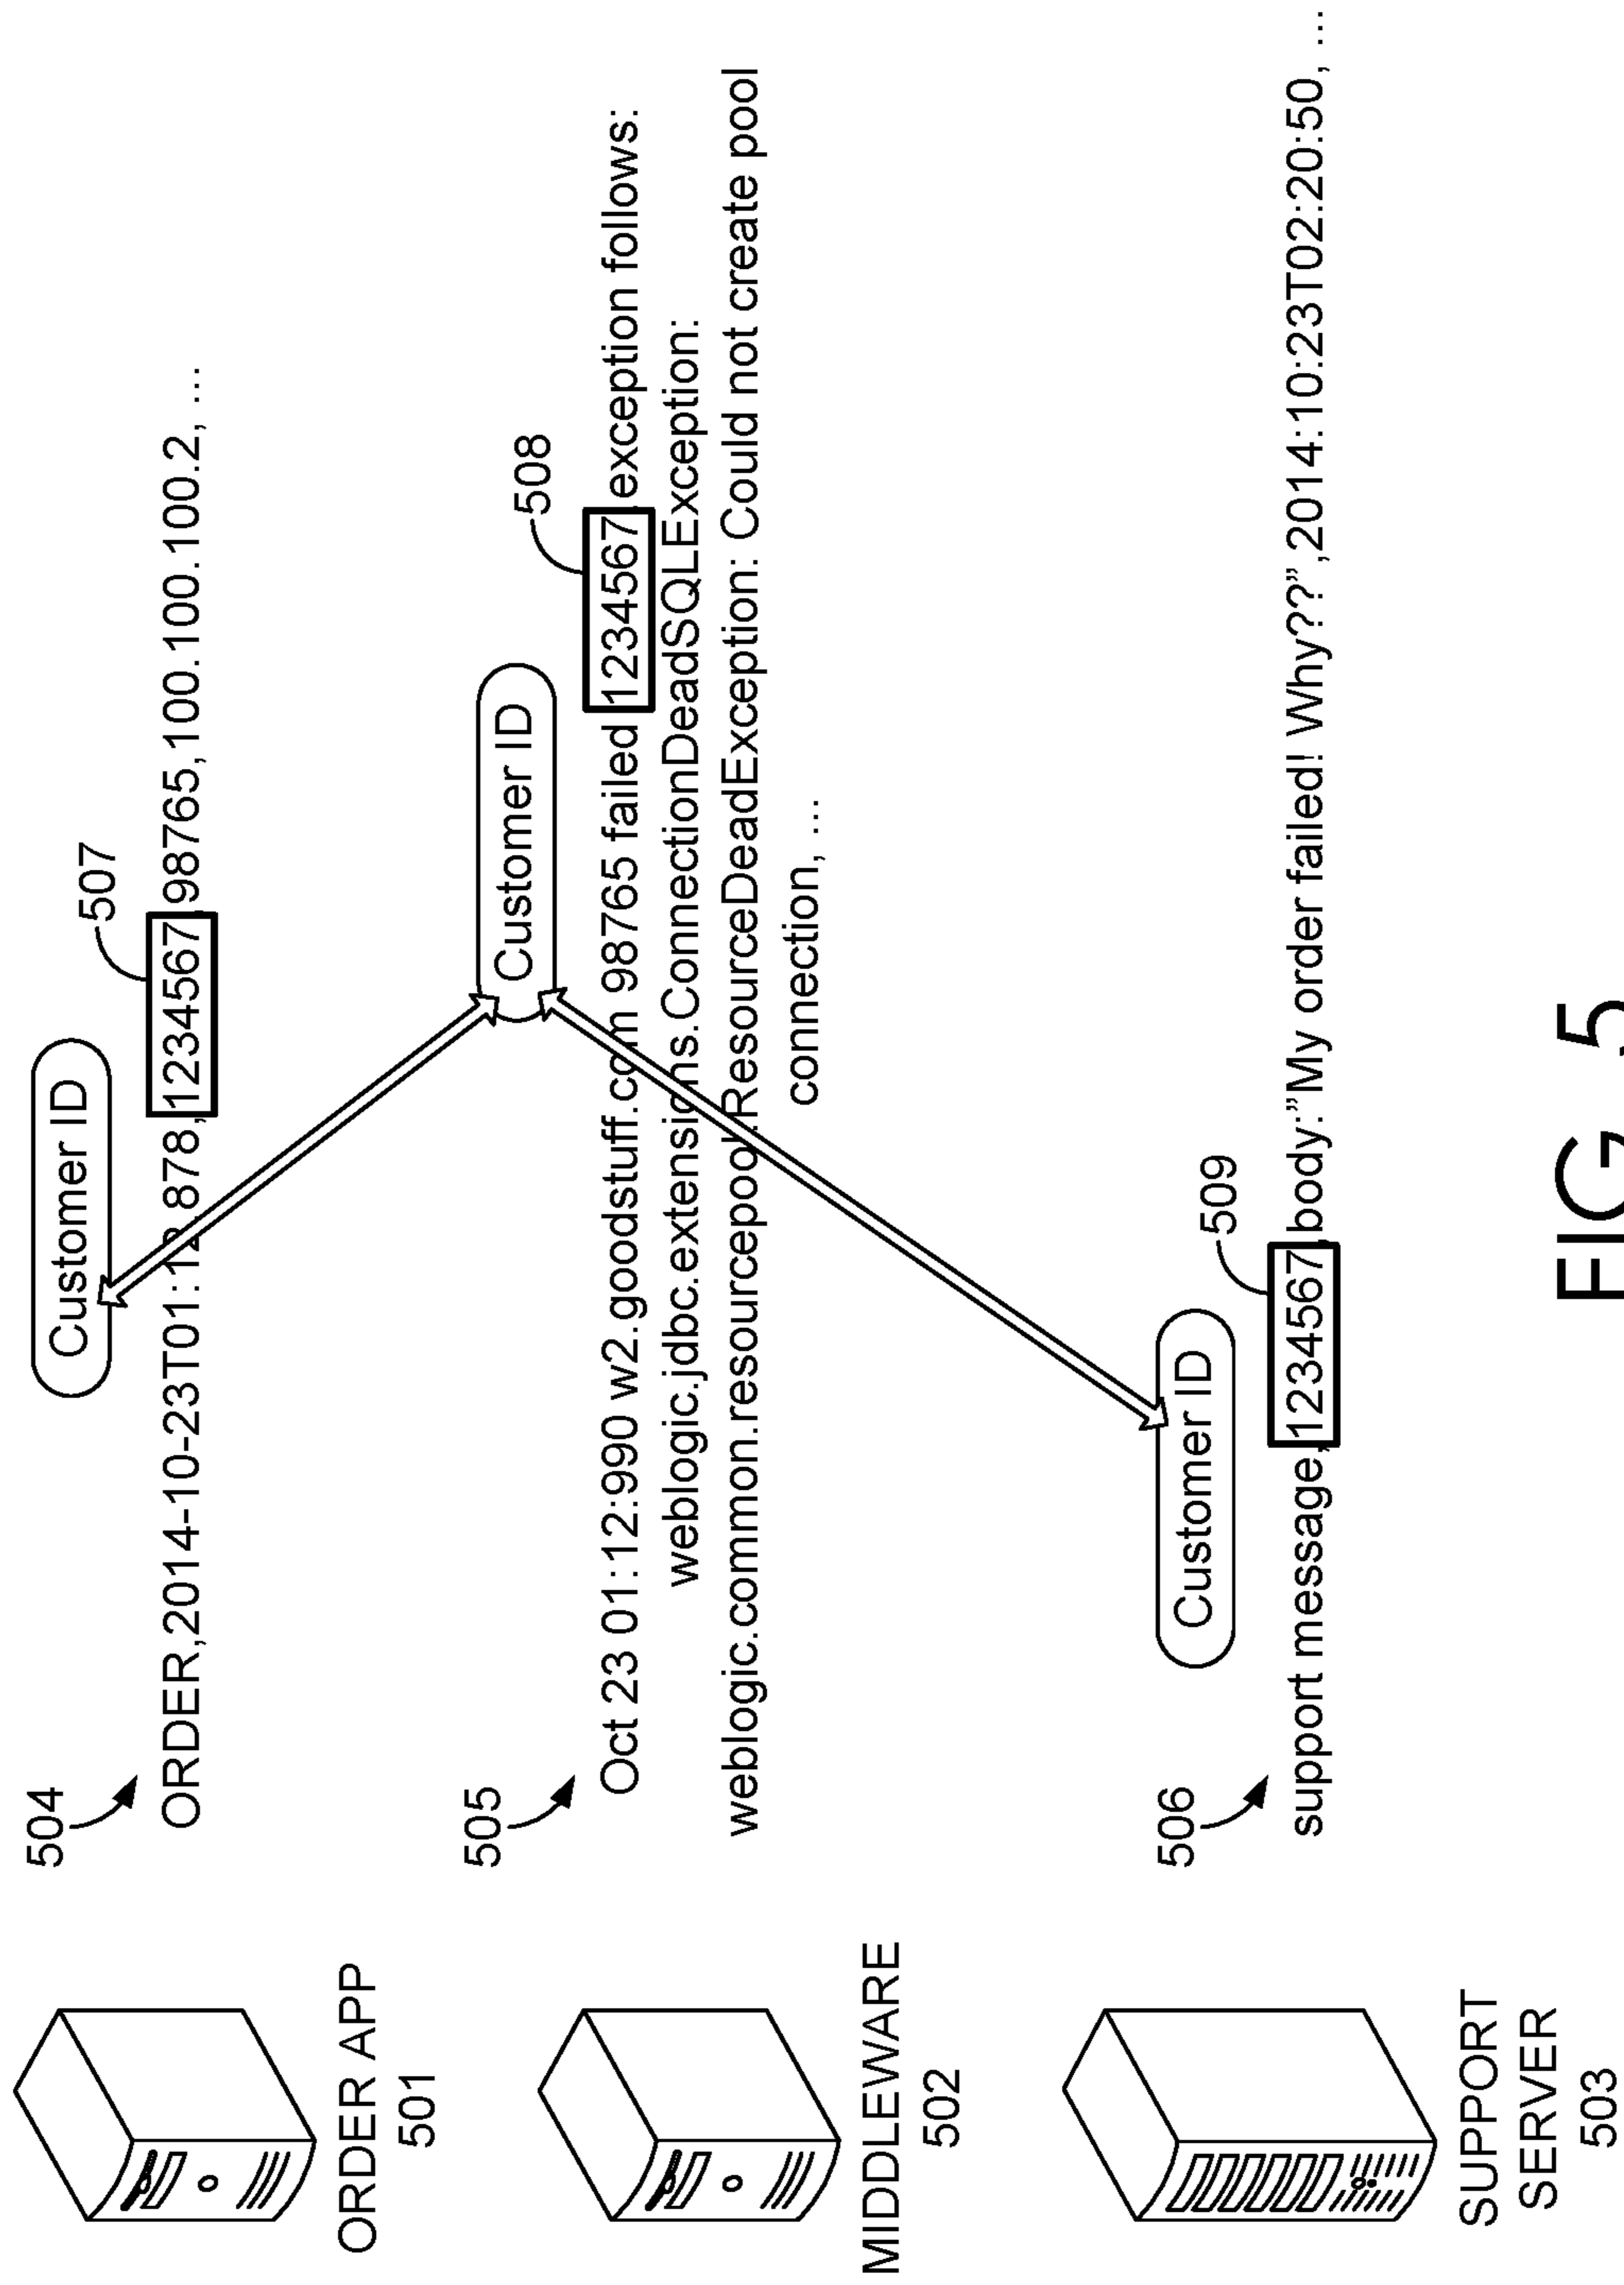 504
Customer ID
507
ORDER,2014-10-23T01:12.878,1234567,98765,100.100.100.2, …
ORDER APP
501
505
Customer ID
508
Oct 23 01:12:990 w2.goodstuff.com 98765 failed 1234567 exception follows:
weblogic.jdbc.extensions.ConnectionDeadSQLException:
weblogic.common.resourcepool.ResourceDeadException: Could not create pool
connection, …
MIDDLEWARE
502
506
Customer ID
509
support message,1234567,body:”My order failed! Why??”,2014:10:23T02:20:50, …
SUPPORT
SERVER
503
FIG. 5